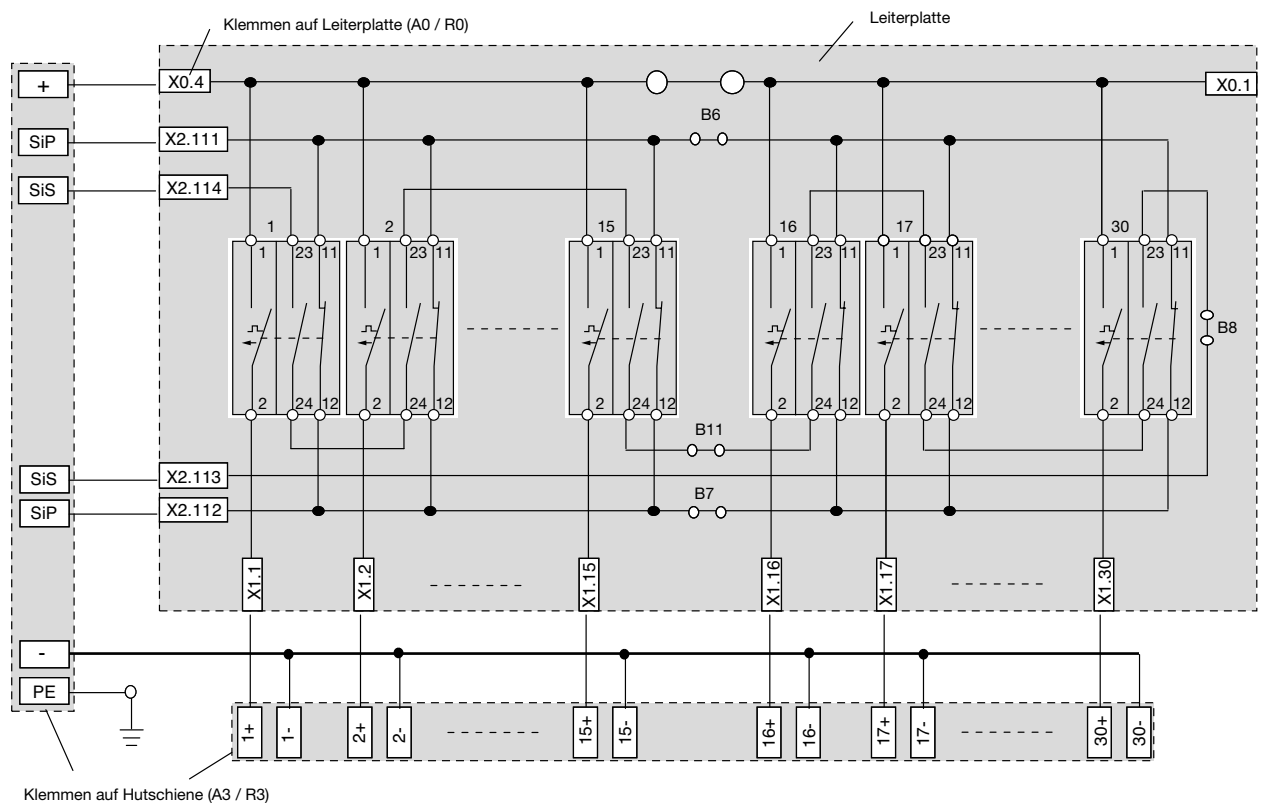 Klemmen auf Leiterplatte (A0 / R0)
Leiterplatte
+
X0.4
X0.1
B6
SiP
X2.111
SiS
X2.114
1 2 15 16 17 30
1 23 11 1 23 11 1 23 11 1 23 11 1 23 11 1 23 11
B8
2 24 12 2 24 12 2 24 12 2 24 12 2 24 12 2 24 12
B11
SiS
X2.113
B7
SiP
X2.112
X1.1 X1.2 X1.15 X1.16 X1.17 X1.30
-
PE
1+ 1- 2+ 2- 15+ 15- 16+ 16- 17+ 17- 30+ 30-
Klemmen auf Hutschiene (A3 / R3)